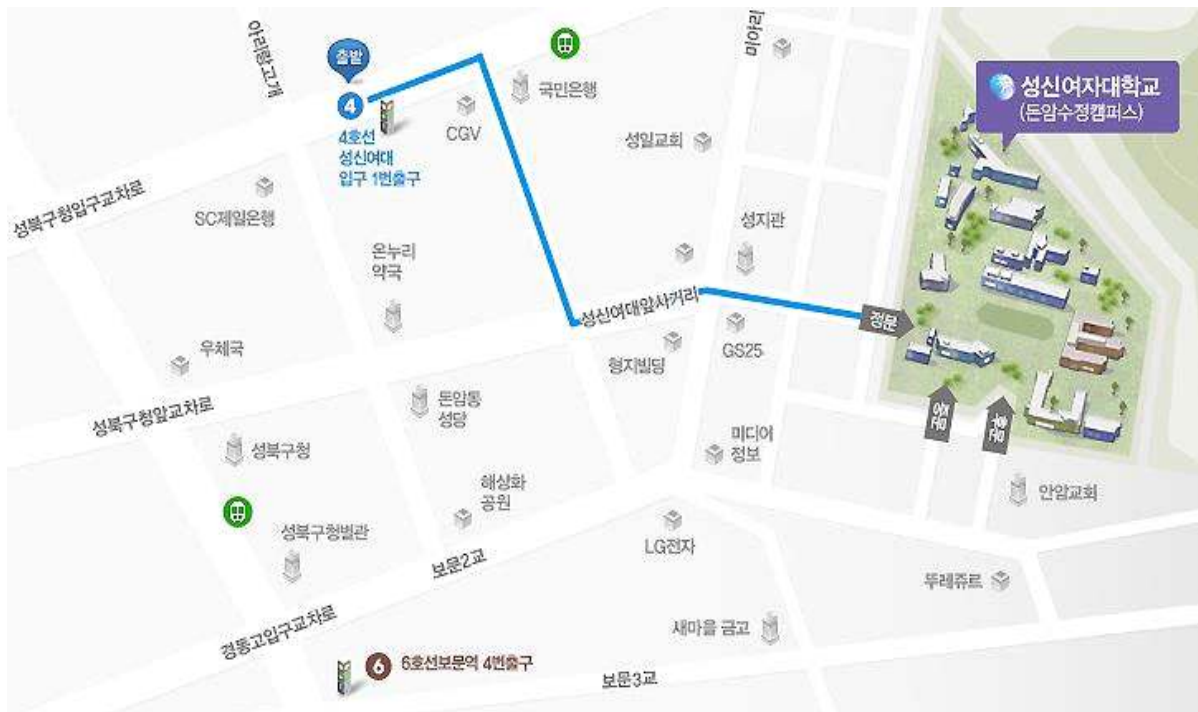 아리랑고개
출발
4
4호선
성신여대
입구 1번출구
CGV
국민은행
미아리
성신여자대학교
(돈암수정캠퍼스)
성일교회
성북구청입구교차로
SC제일은행
온누리
약국
성지관
성신여대앞사거리
정문
우체국
형지빌딩
GS25
성북구청앞교차로
돈암동
성당
성북구청
미디어
정보
후문
안암교회
해상화
공원
성북구청별관
LG전자
보문2교
뚜레쥬르
새마을 금고
경동고입구교차로
6
6호선보문역 4번출구
보문3교